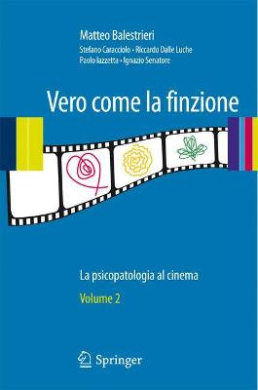 Matteo Balestrieri
Stefano Caracciolo · Riccardo Dalle Luche
Paolo Iazzetta · Ignazio Senatore
Vero come la finzione
La psicopatologia al cinema
Volume 2
Springer